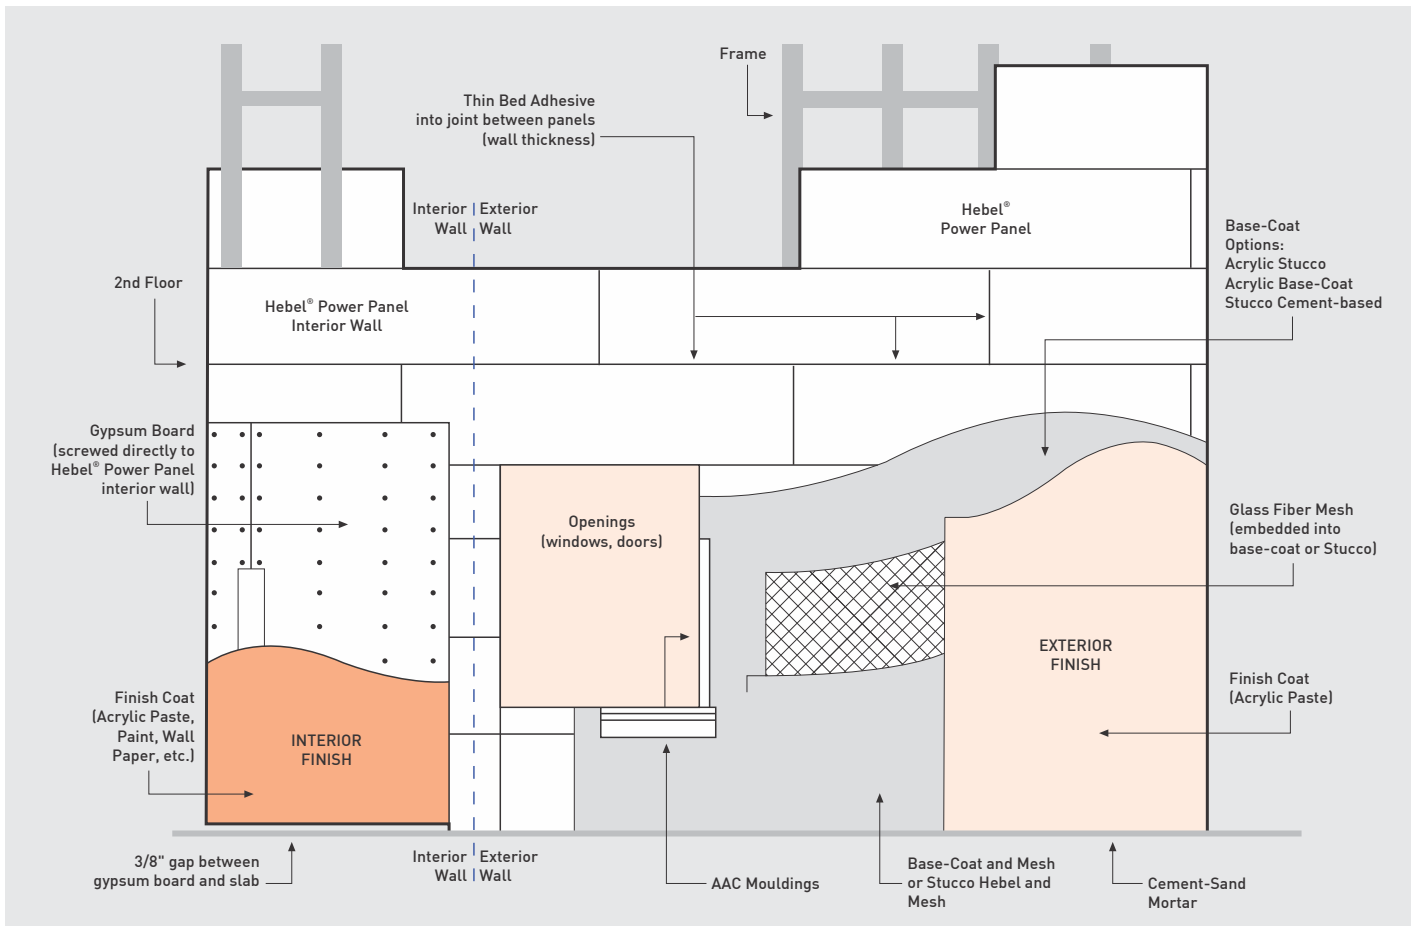 Frame
Thin Bed Adhesive
into joint between panels
(wall thickness)
Interior
Wall
Exterior
Wall
Hebel®
Power Panel
Base-Coat
Options:
Acrylic Stucco
Acrylic Base-Coat
Stucco Cement-based
2nd Floor
Hebel® Power Panel
Interior Wall
Gypsum Board
(screwed directly to
Hebel® Power Panel
interior wall)
Openings
(windows, doors)
Glass Fiber Mesh
(embedded into
base-coat or Stucco)
EXTERIOR
FINISH
Finish Coat
(Acrylic Paste)
Finish Coat
(Acrylic Paste,
Paint, Wall
Paper, etc.)
INTERIOR
FINISH
3/8" gap between
gypsum board and slab
Interior
Wall
Exterior
Wall
AAC Mouldings
Base-Coat and Mesh
or Stucco Hebel and
Mesh
Cement-Sand
Mortar